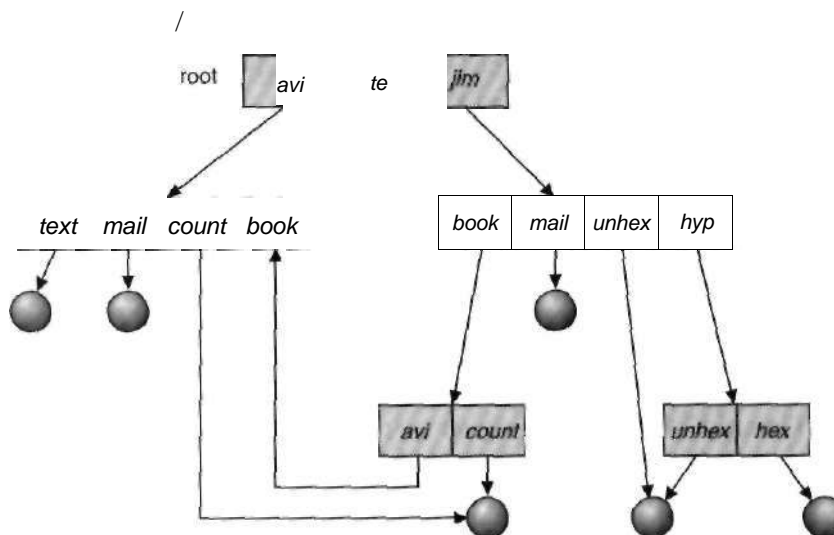 /
root avi te jim
text mail count book
book mail unhex hyp
avi count
unhex hex